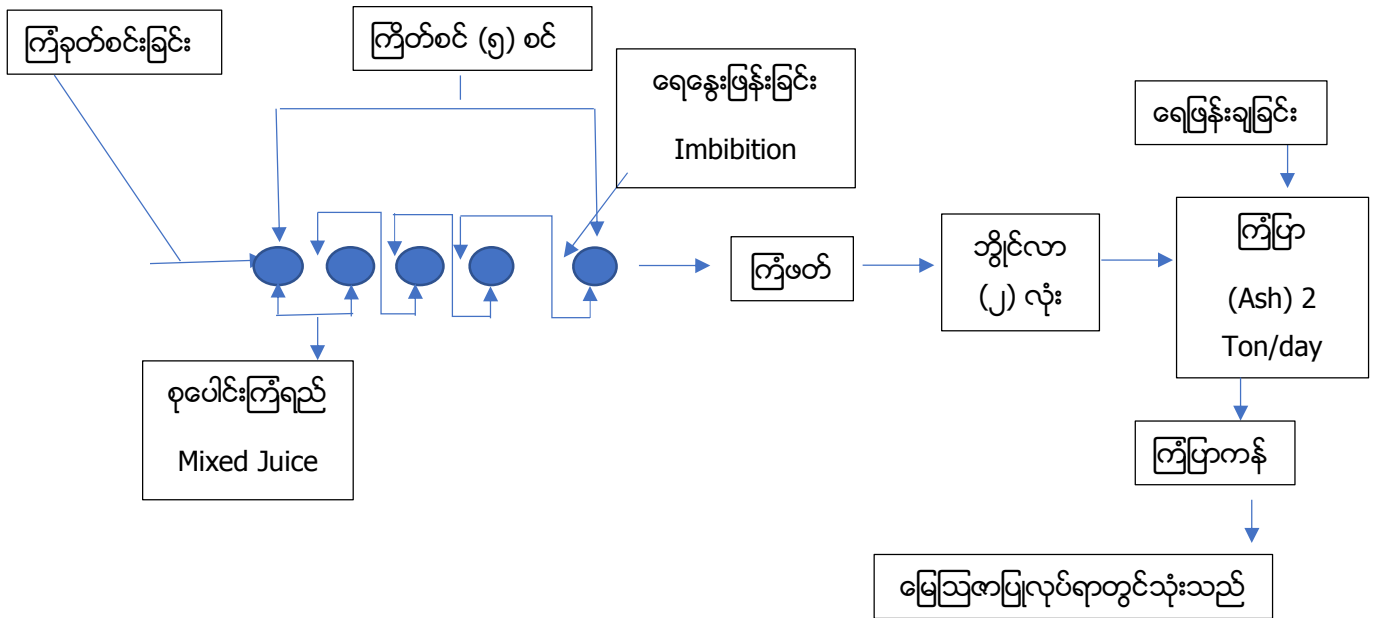 ကြံခုတ်စင်းခြင်း
ကြိတ်စင် (၅) စင်
ရေနွေးဖြန်းခြင်း
Imbibition
ရေဖြန်းချခြင်း
ကြံဖတ်
ဘွိုင်လာ
(၂) လုံး
ကြံပြာ
(Ash) 2
Ton/day
စုပေါင်းကြံရည်
Mixed Juice
ကြံပြာကန်
မြေသြဇာပြုလုပ်ရာတွင်သုံးသည်